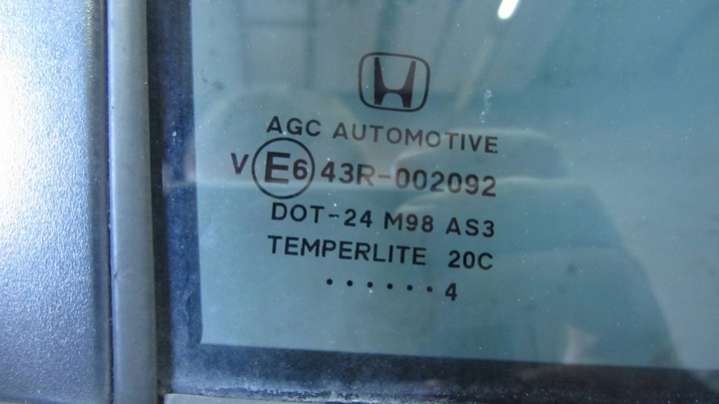 AGC AUTOMOTIVE
V E6 43R-002092
DOT-24 M98 AS3
TEMPERLITE 20C
......4